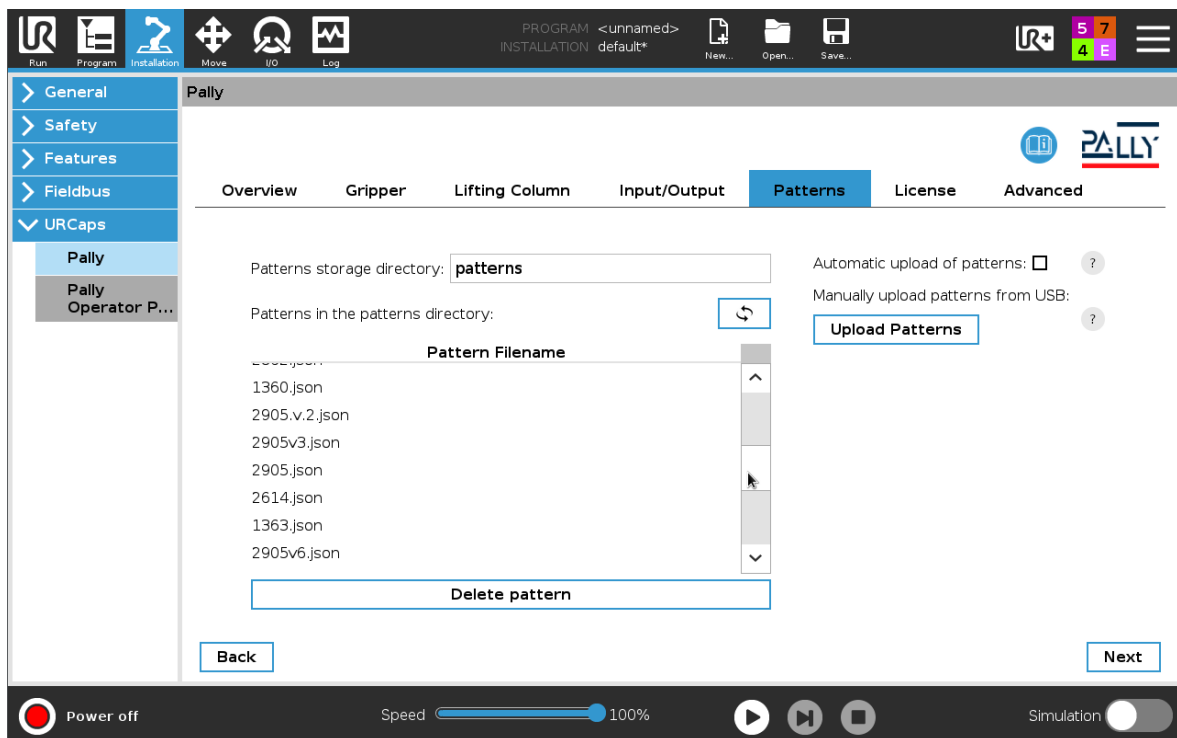 PROGRAM <unnamed>
INSTALLATION default*
Run Program Installation Move I/O Log New... Open... Save...
UR UR+ 5 7
4 E
General
Safety
Features
Fieldbus
URCaps
Pally
Pally
Operator P...
Pally
PALLY
Overview Gripper Lifting Column Input/Output Patterns License Advanced
Patterns storage directory: patterns
Automatic upload of patterns: ?
Manually upload patterns from USB:
Patterns in the patterns directory:
Upload Patterns ?
Pattern Filename
1360.json
2905.v.2.json
2905v3.json
2905.json
2614.json
1363.json
2905v6.json
Delete pattern
Back Next
Power off Speed 100% Simulation